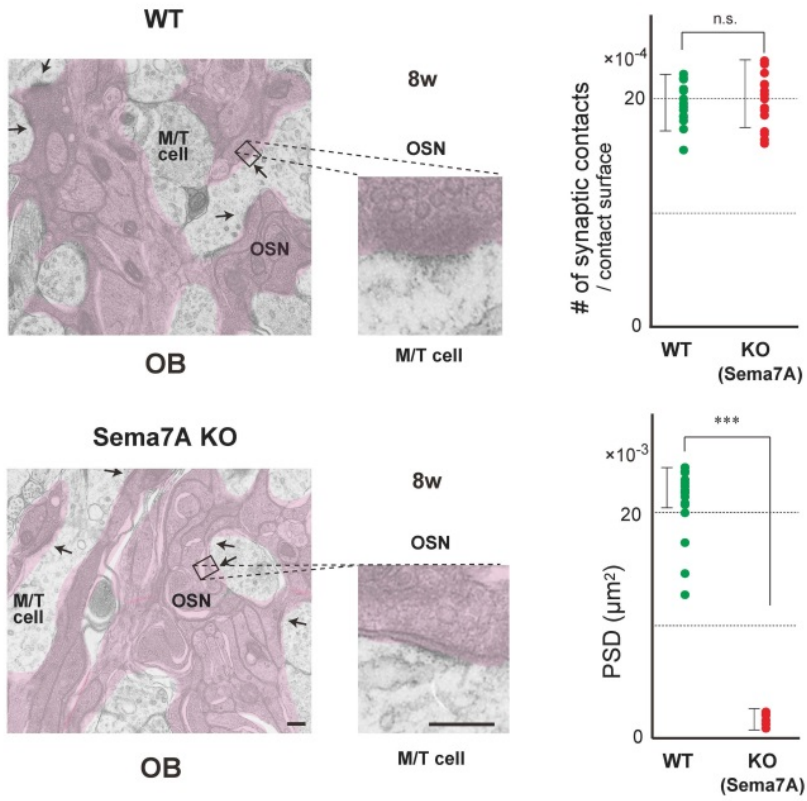 WT
M/T
cell
OSN
OB
8w
OSN
M/T cell
# of synaptic contacts
/ contact surface
×10⁻⁴
20
0
n.s.
WT
KO
(Sema7A)
Sema7A KO
M/T
cell
OSN
OB
8w
OSN
M/T cell
PSD (μm²)
×10⁻³
20
0
***
WT
KO
(Sema7A)